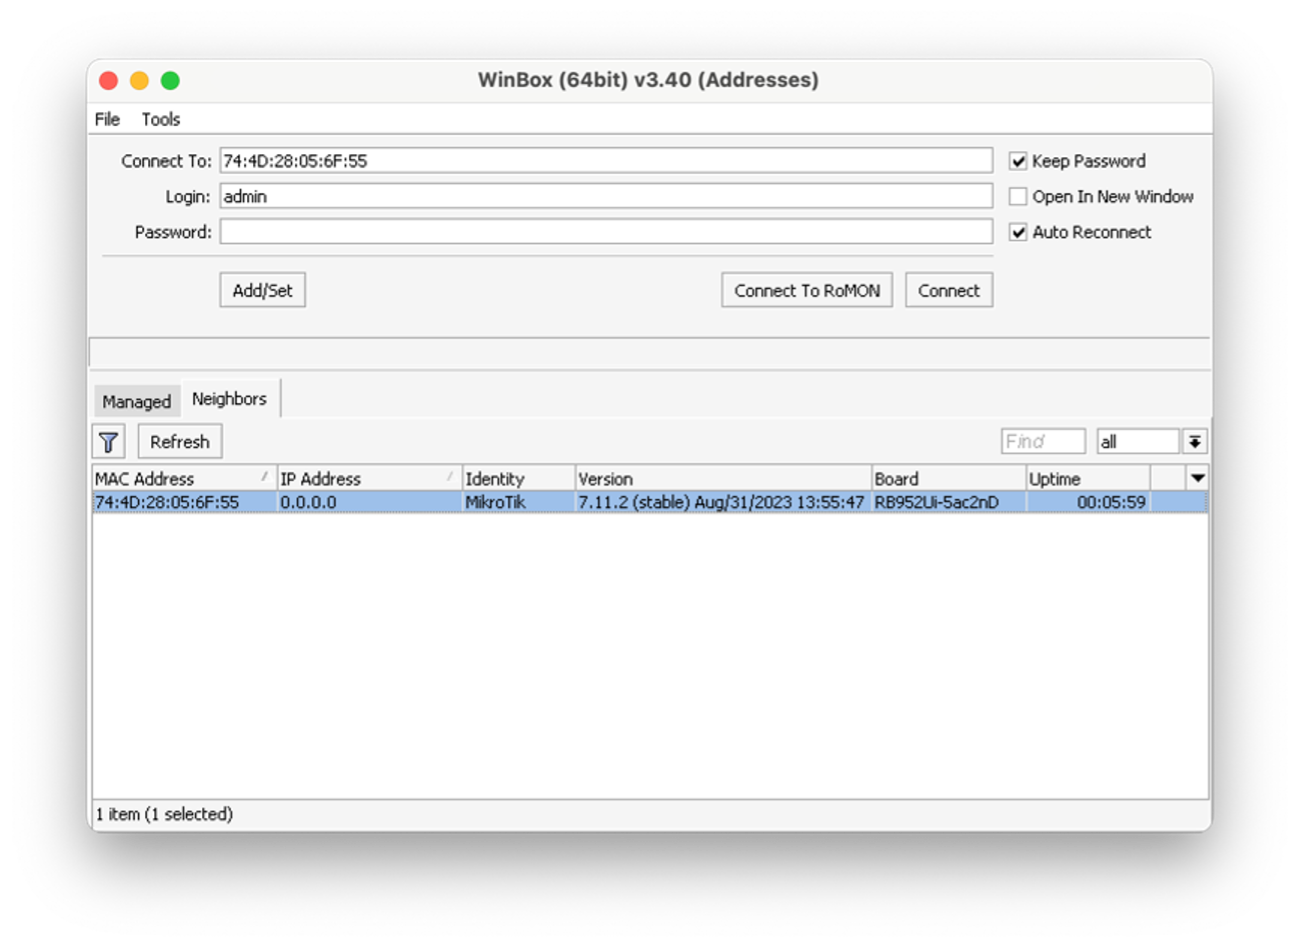 WinBox (64bit) v3.40 (Addresses)
File Tools
Connect To: 74:4D:28:05:6F:55 Keep Password
Login: admin Open In New Window
Password: Auto Reconnect
Add/Set Connect To RoMON Connect
Managed Neighbors
Refresh Find all
MAC Address IP Address Identity Version Board Uptime
74:4D:28:05:6F:55 0.0.0.0 MikroTik 7.11.2 (stable) Aug/31/2023 13:55:47 RB952Ui-5ac2nD 00:05:59
1 item (1 selected)